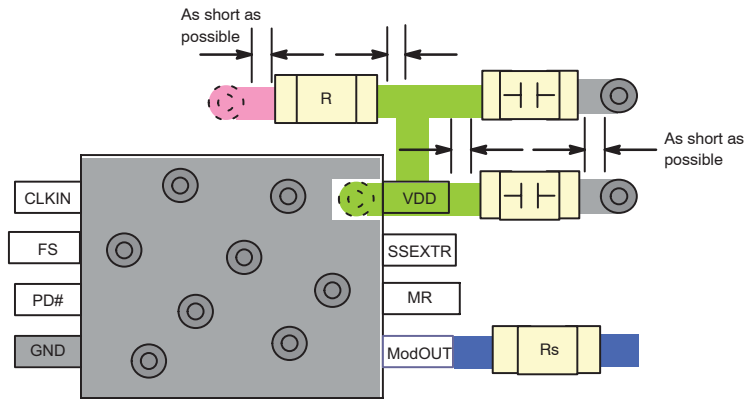 As short as
possible
R
As short as
possible
CLKIN
VDD
FS
SSEXTR
PD#
MR
GND
ModOUT
Rs